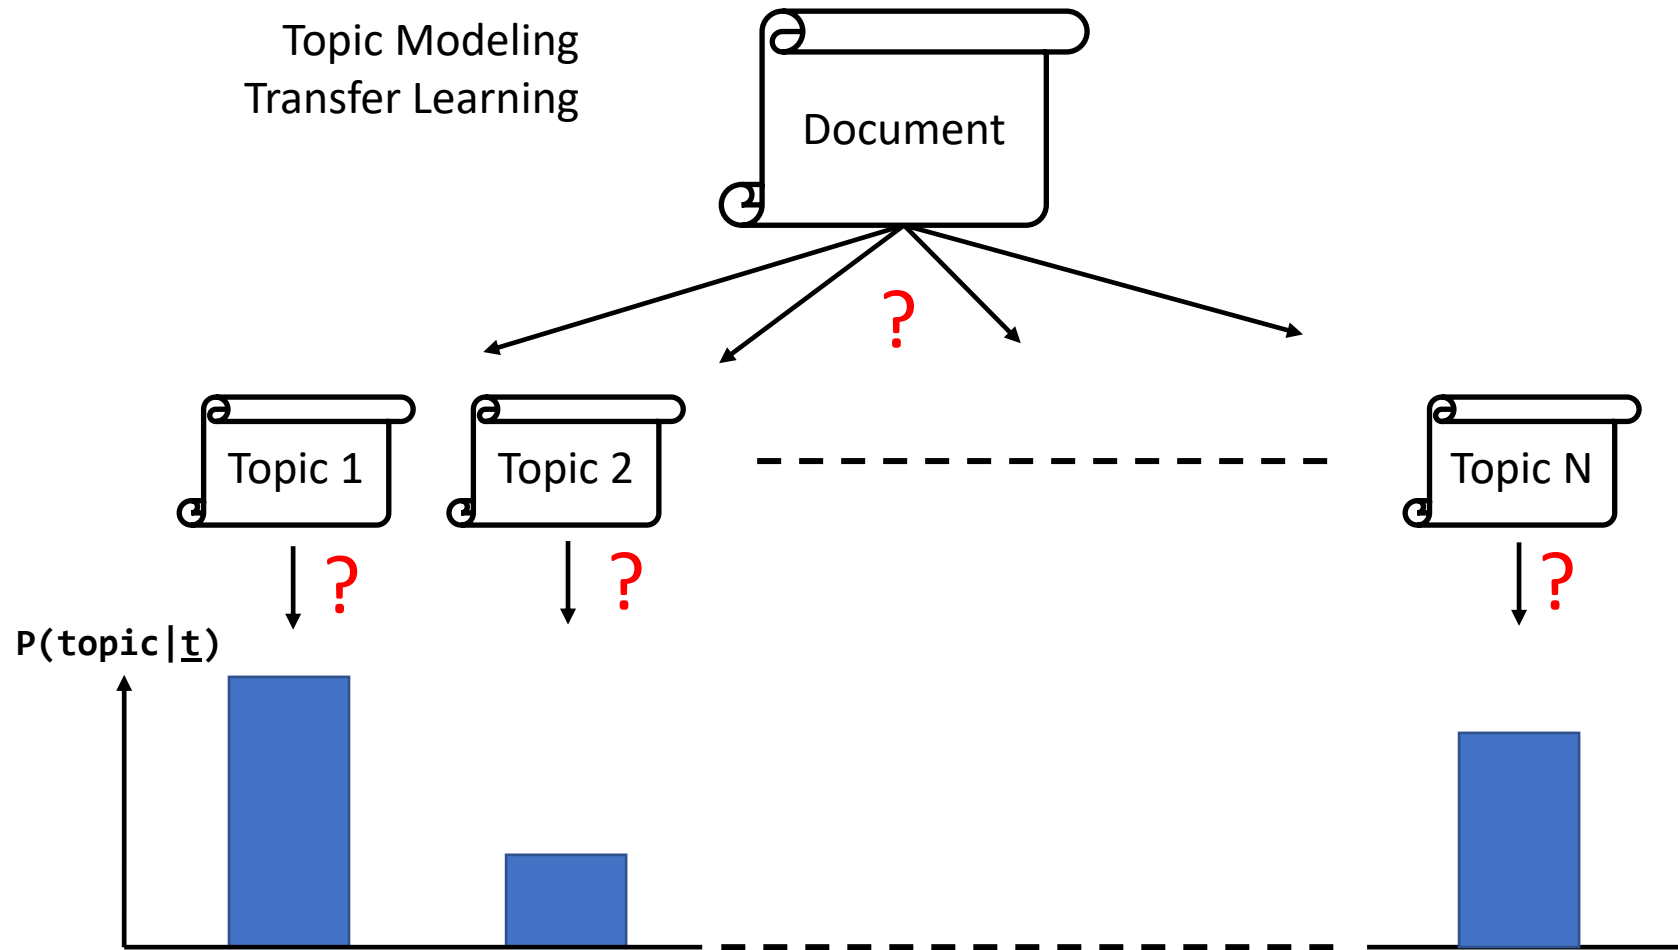 Topic Modeling
Transfer Learning
Document
?
Topic 1
Topic 2
Topic N
?
?
?
P(topic|t)